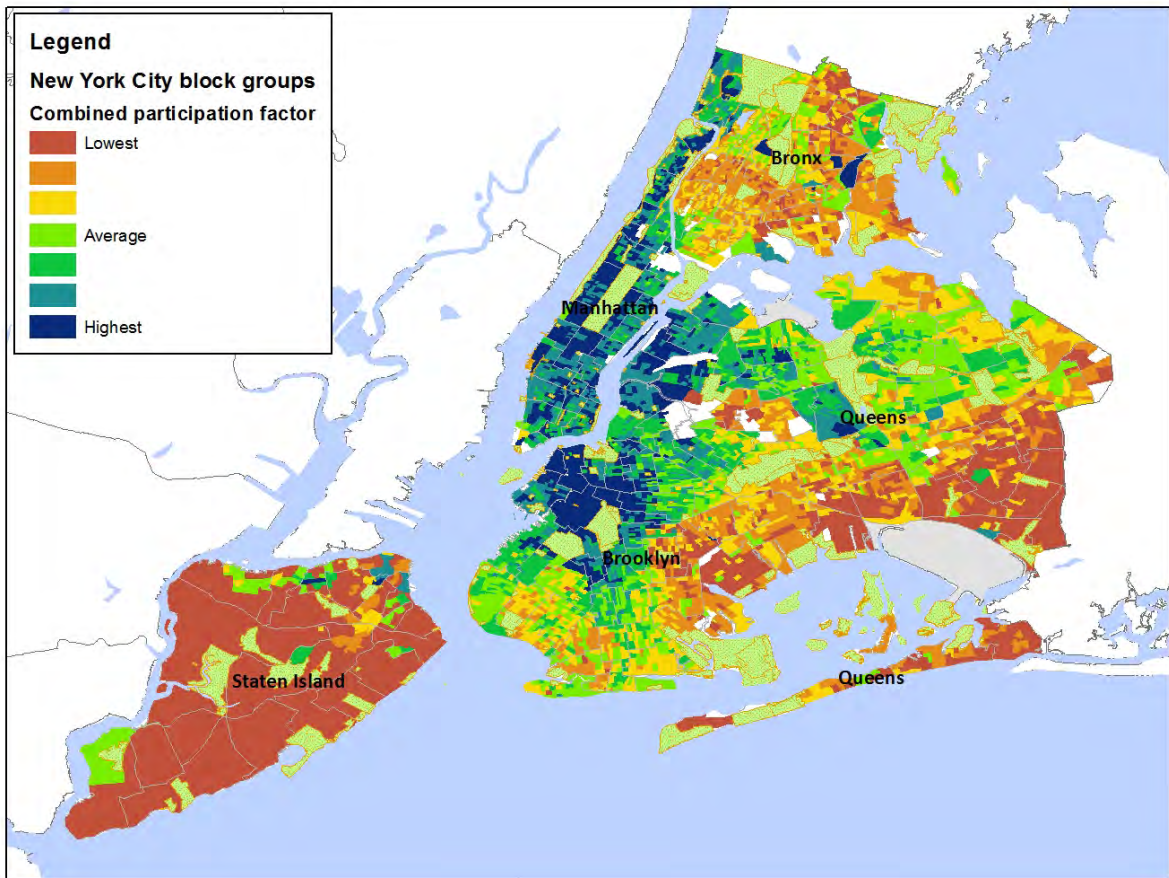 Legend
New York City block groups
Combined participation factor
Lowest
Average
Highest
Bronx
Manhattan
Queens
Brooklyn
Staten Island
Queens